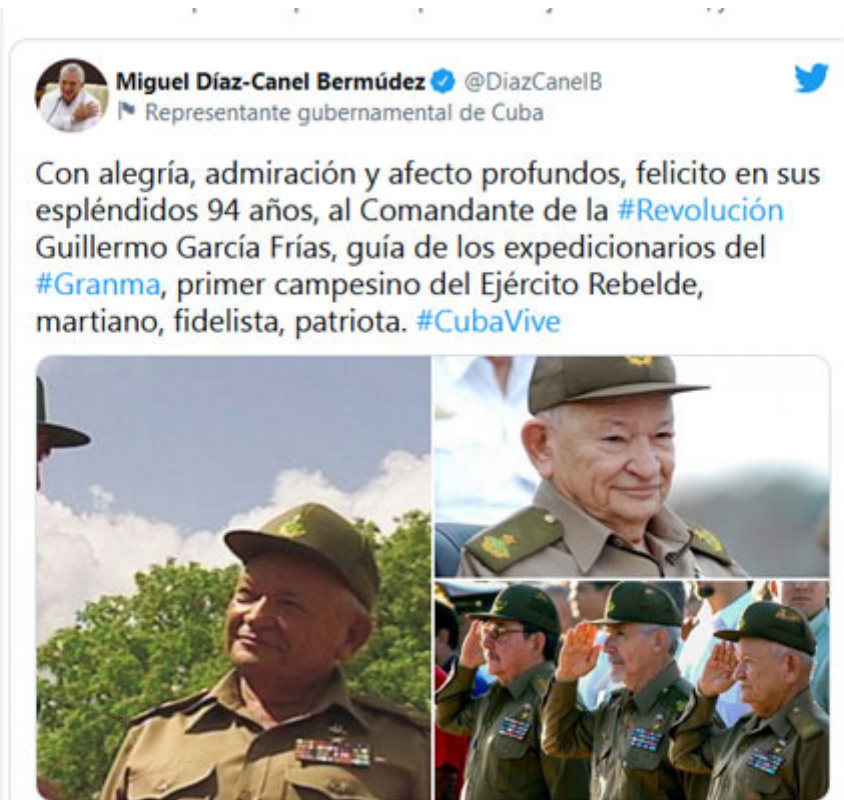 Miguel Díaz-Canel Bermúdez @DiazCanelB
Representante gubernamental de Cuba
Con alegría, admiración y afecto profundos, felicito en sus
espléndidos 94 años, al Comandante de la #Revolución
Guillermo García Frías, guía de los expedicionarios del
#Granma, primer campesino del Ejército Rebelde,
martiano, fidelista, patriota. #CubaVive